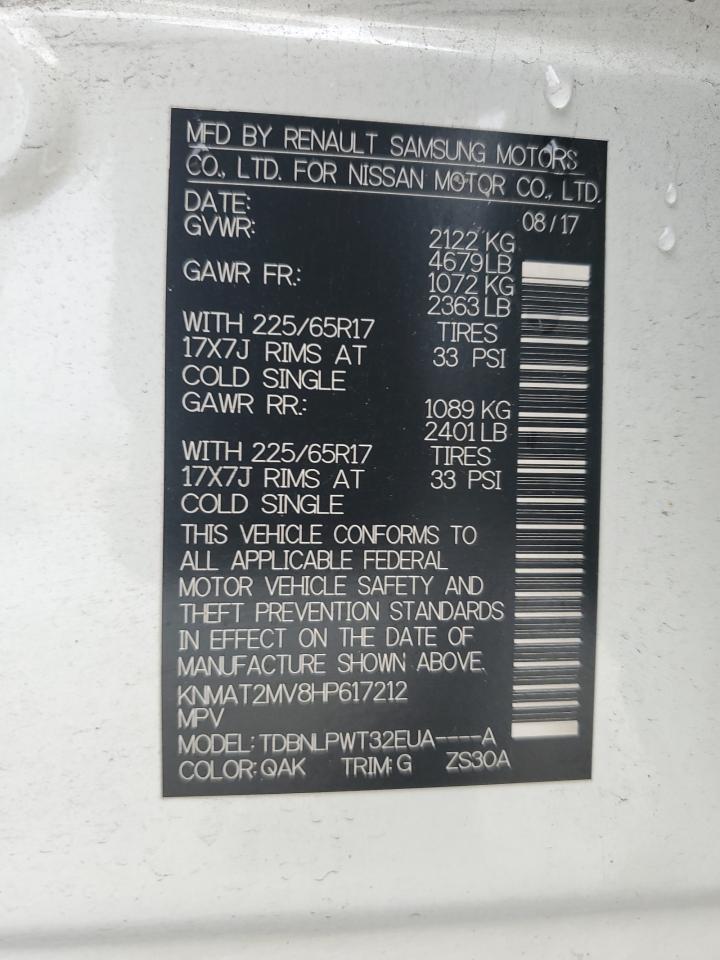 MFD BY RENAULT SAMSUNG MOTORS
CO., LTD. FOR NISSAN MOTOR CO., LTD.
DATE: 08/17
GVWR: 2122 KG
4679 LB
GAWR FR.: 1072 KG
2363 LB
WITH 225/65R17 TIRES
17X7J RIMS AT 33 PSI
COLD SINGLE
GAWR RR.: 1089 KG
2401 LB
WITH 225/65R17 TIRES
17X7J RIMS AT 33 PSI
COLD SINGLE
THIS VEHICLE CONFORMS TO
ALL APPLICABLE FEDERAL
MOTOR VEHICLE SAFETY AND
THEFT PREVENTION STANDARDS
IN EFFECT ON THE DATE OF
MANUFACTURE SHOWN ABOVE.
KNMAT2MV8HP617212
MPV
MODEL: TDBNLPWT32EUA----A
COLOR: QAK TRIM: G ZS30A